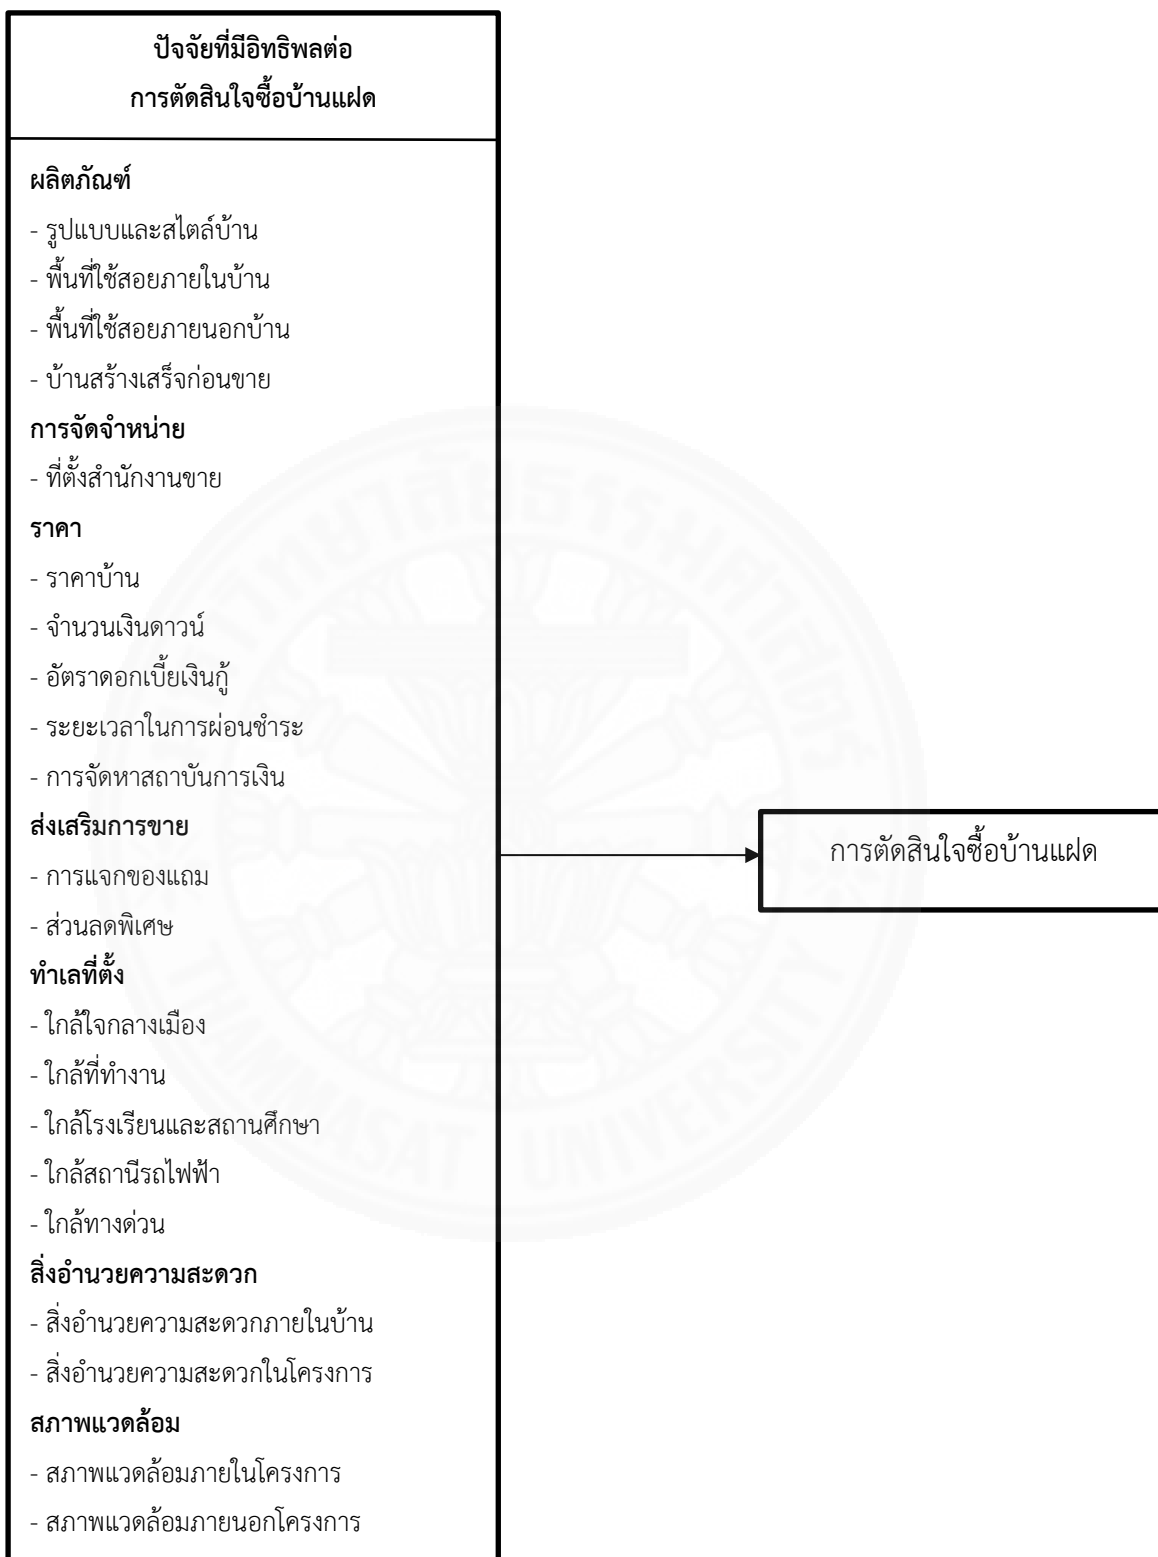 ปัจจัยที่มีอิทธิพลต่อ
การตัดสินใจซื้อบ้านแฝด
ผลิตภัณฑ์
- รูปแบบและสไตล์บ้าน
- พื้นที่ใช้สอยภายในบ้าน
- พื้นที่ใช้สอยภายนอกบ้าน
- บ้านสร้างเสร็จก่อนขาย
การจัดจำหน่าย
- ที่ตั้งสำนักงานขาย
ราคา
- ราคาบ้าน
- จำนวนเงินดาวน์
- อัตราดอกเบี้ยเงินกู้
- ระยะเวลาในการผ่อนชำระ
- การจัดหาสถาบันการเงิน
ส่งเสริมการขาย
- การแจกของแถม
- ส่วนลดพิเศษ
ทำเลที่ตั้ง
- ใกล้ใจกลางเมือง
- ใกล้ที่ทำงาน
- ใกล้โรงเรียนและสถานศึกษา
- ใกล้สถานีรถไฟฟ้า
- ใกล้ทางด่วน
สิ่งอำนวยความสะดวก
- สิ่งอำนวยความสะดวกภายในบ้าน
- สิ่งอำนวยความสะดวกในโครงการ
สภาพแวดล้อม
- สภาพแวดล้อมภายในโครงการ
- สภาพแวดล้อมภายนอกโครงการ
การตัดสินใจซื้อบ้านแฝด
มหาวิทยาลัยธรรมศาสตร์
THAMMASAT UNIVERSITY